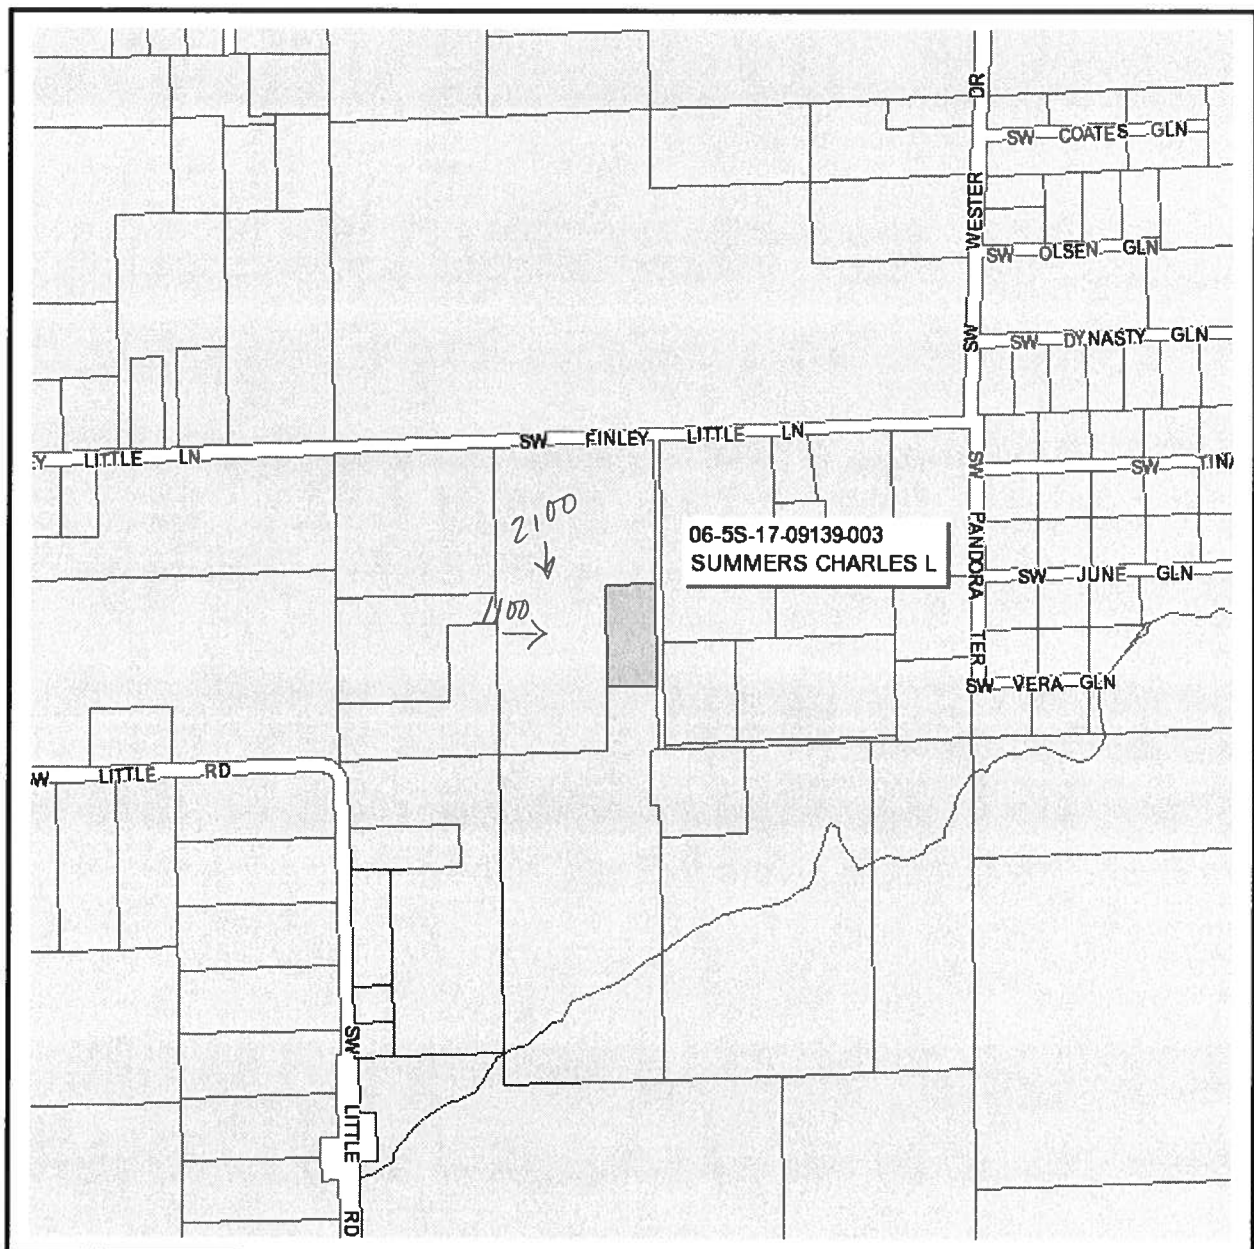 DR
SW COATES GLN
WESTER
SW OLSEN GLN
SW
SW DYNASTY GLN
SW FINLEY LITTLE LN
LITTLE LN
SW
SW
2100
06-5S-17-09139-003
SUMMERS CHARLES L
PANDORA
SW JUNE GLN
1100
TER
SW VERA GLN
LITTLE RD
SW
LITTLE
RD